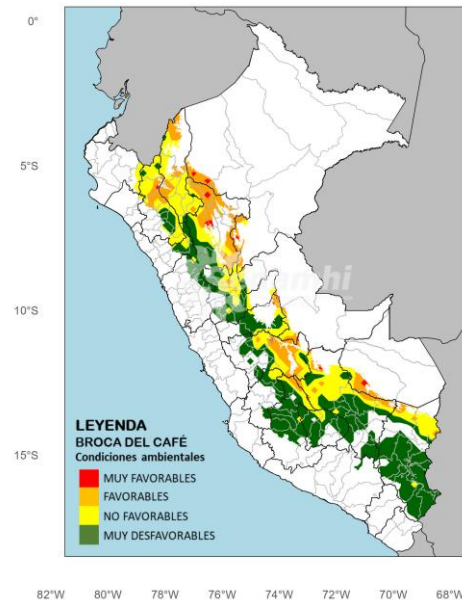 0°
5°S
10°S
15°S
senamhi
LEYENDA
BROCA DEL CAFÉ
Condiciones ambientales
MUY FAVORABLES
FAVORABLES
NO FAVORABLES
MUY DESFAVORABLES
82°W 80°W 78°W 76°W 74°W 72°W 70°W 68°W